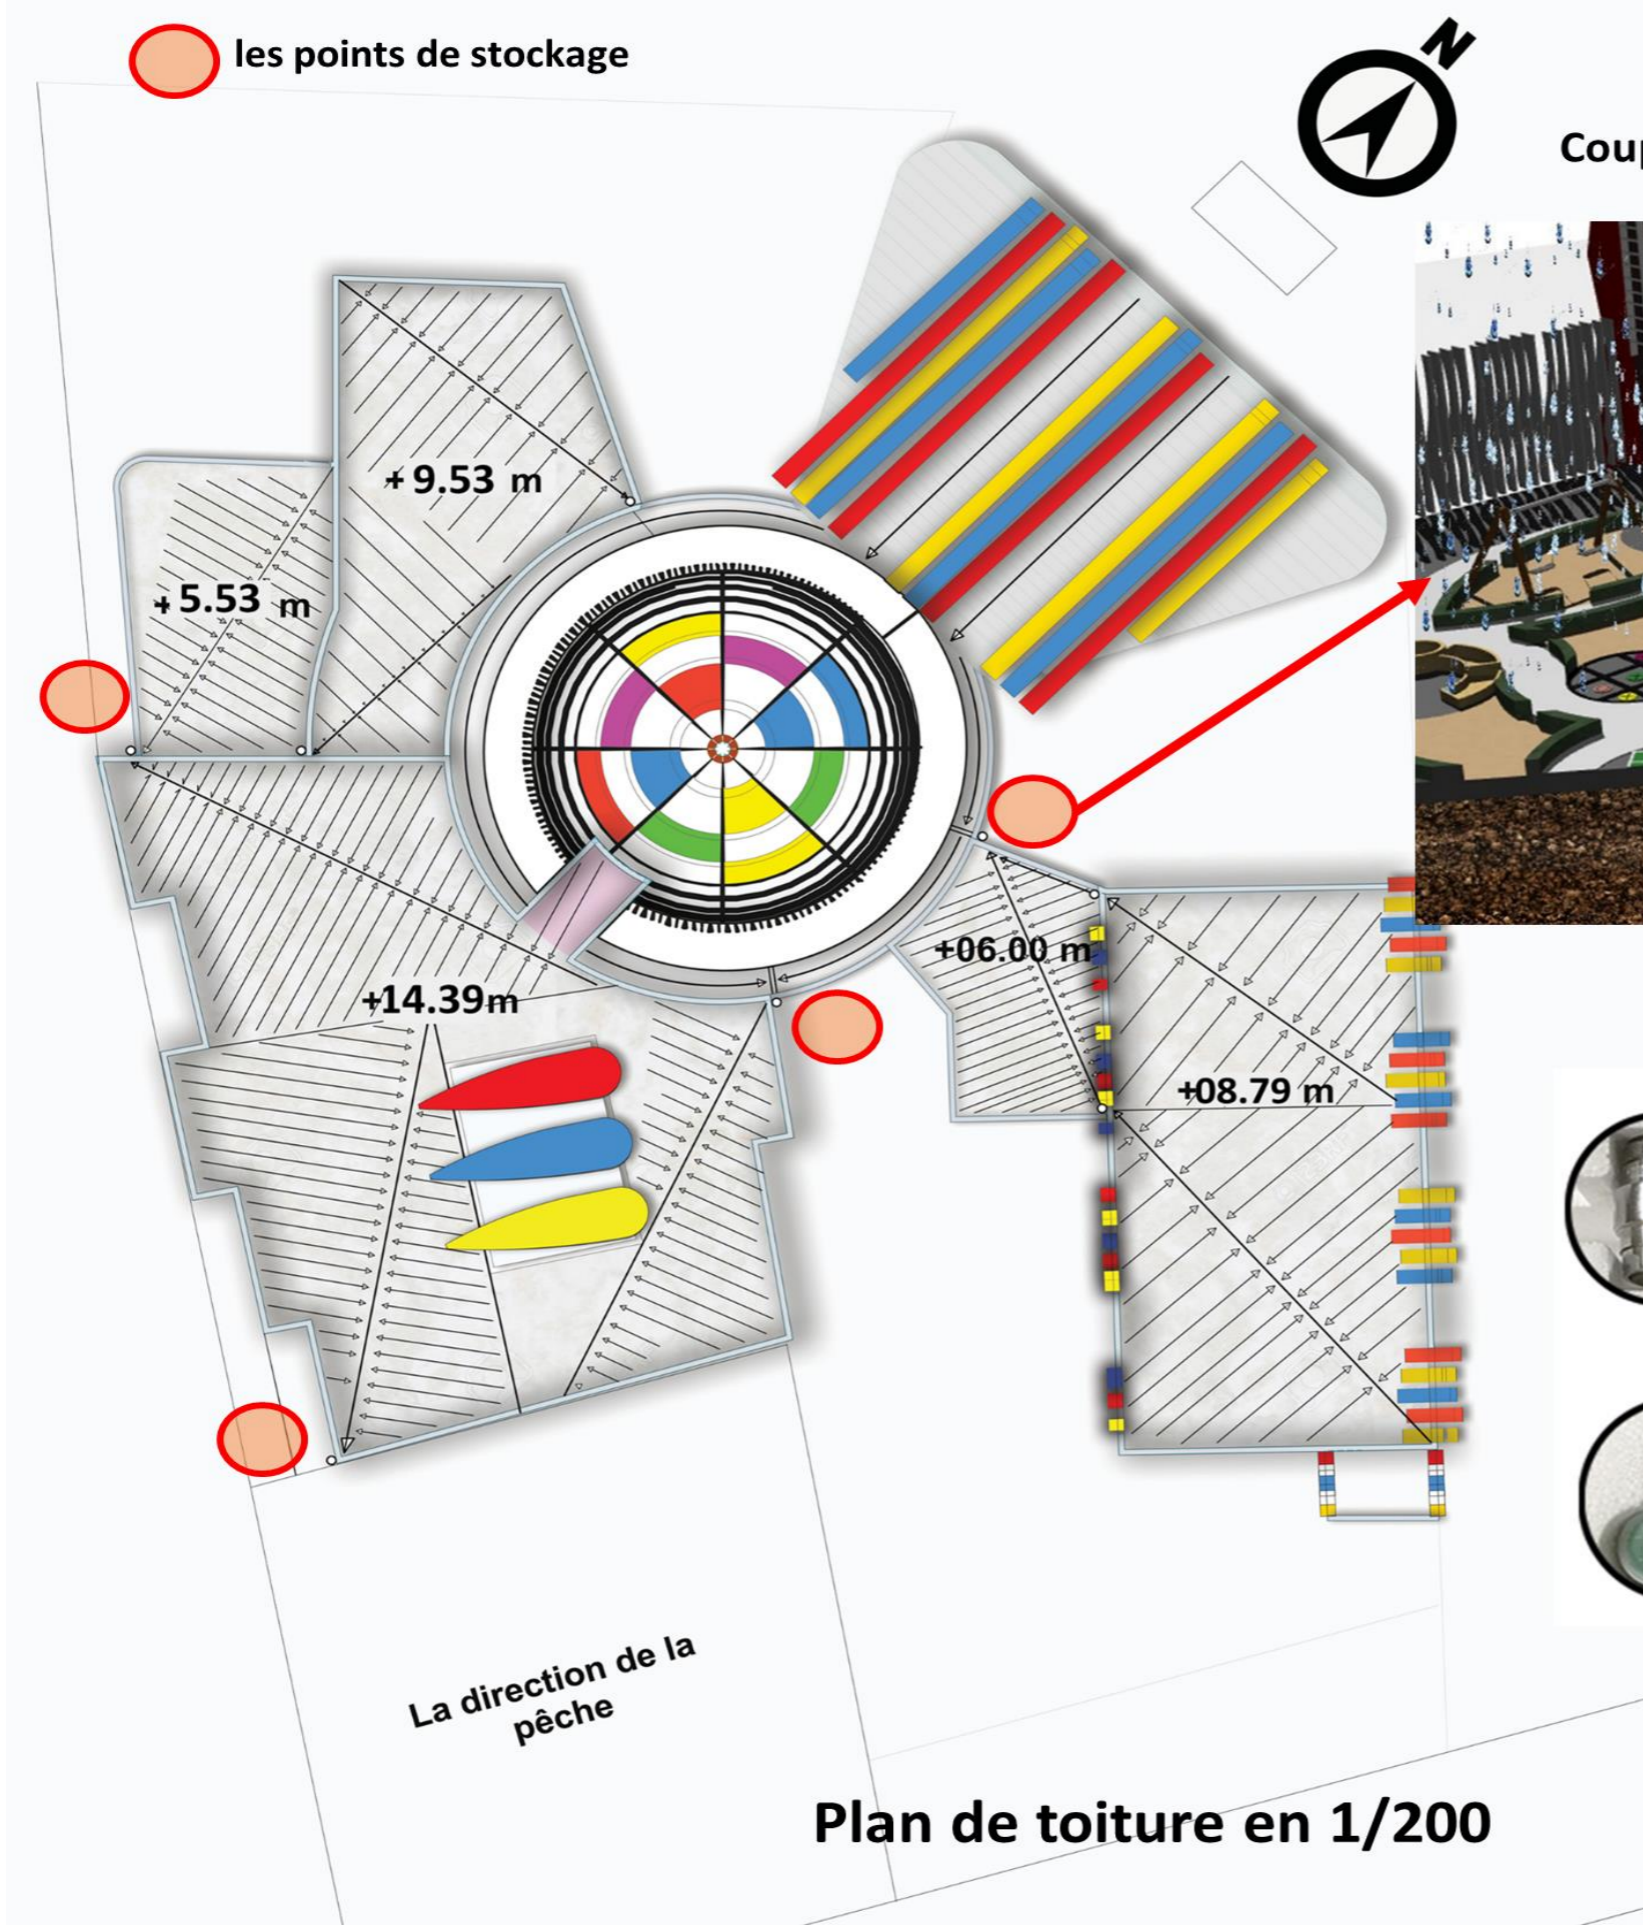 les points de stockage
N
Coup
+ 9.53 m
+ 5.53 m
+06.00 m
+14.39m
+08.79 m
La direction de la
pêche
Plan de toiture en 1/200